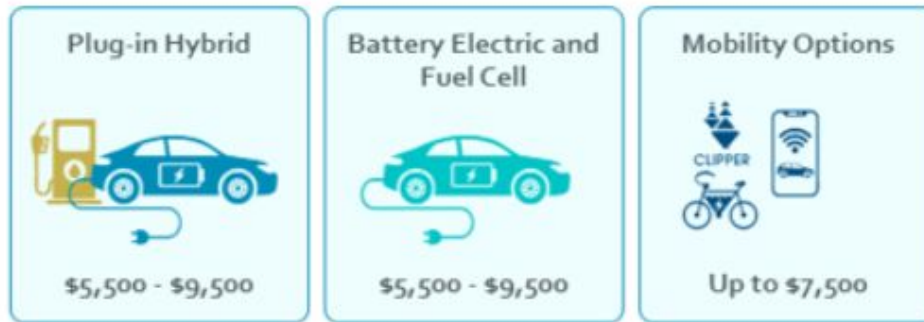 Plug-in Hybrid
$5,500 - $9,500
Battery Electric and
Fuel Cell
$5,500 - $9,500
Mobility Options
CLIPPER
Up to $7,500